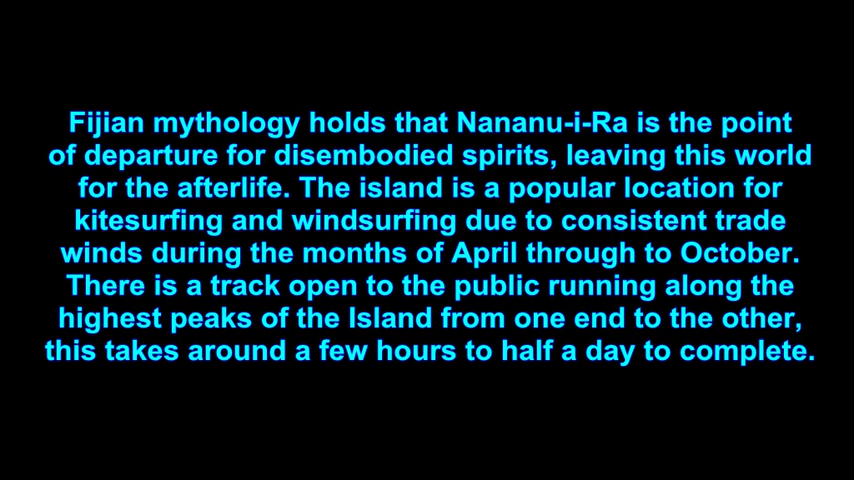 Fijian mythology holds that Nananu-i-Ra is the point
of departure for disembodied spirits, leaving this world
for the afterlife. The island is a popular location for
kitesurfing and windsurfing due to consistent trade
winds during the months of April through to October.
There is a track open to the public running along the
highest peaks of the Island from one end to the other,
this takes around a few hours to half a day to complete.